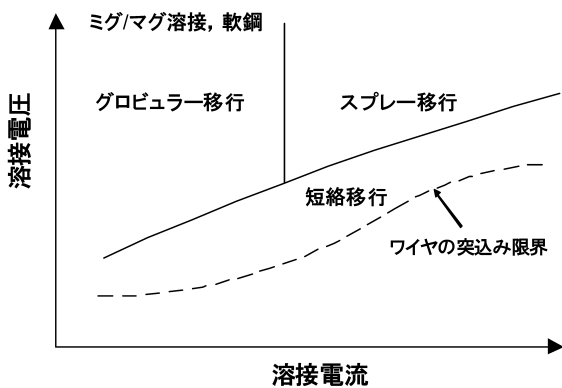 ミグ/マグ溶接，軟鋼
グロビュラー移行
スプレー移行
溶接電圧
短絡移行
ワイヤの突込み限界
溶接電流